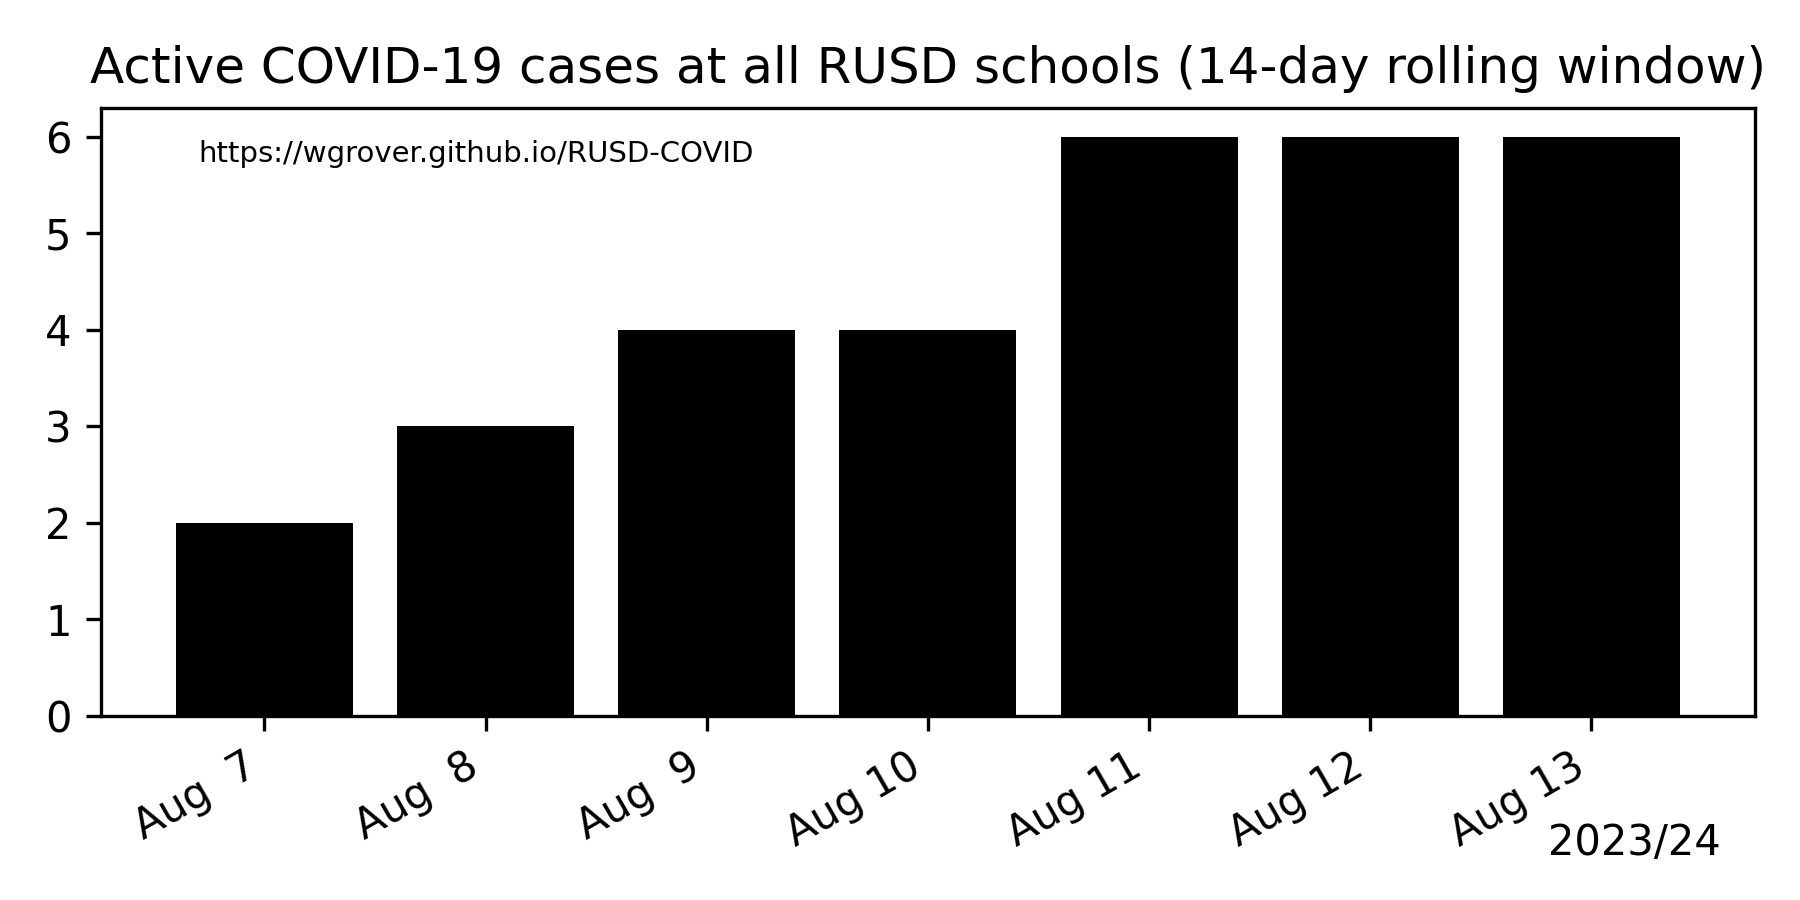 Active COVID-19 cases at all RUSD schools (14-day rolling window)
https://wgrover.github.io/RUSD-COVID
6
5
4
3
2
1
0
Aug 7
Aug 8
Aug 9
Aug 10
Aug 11
Aug 12
Aug 13
2023/24